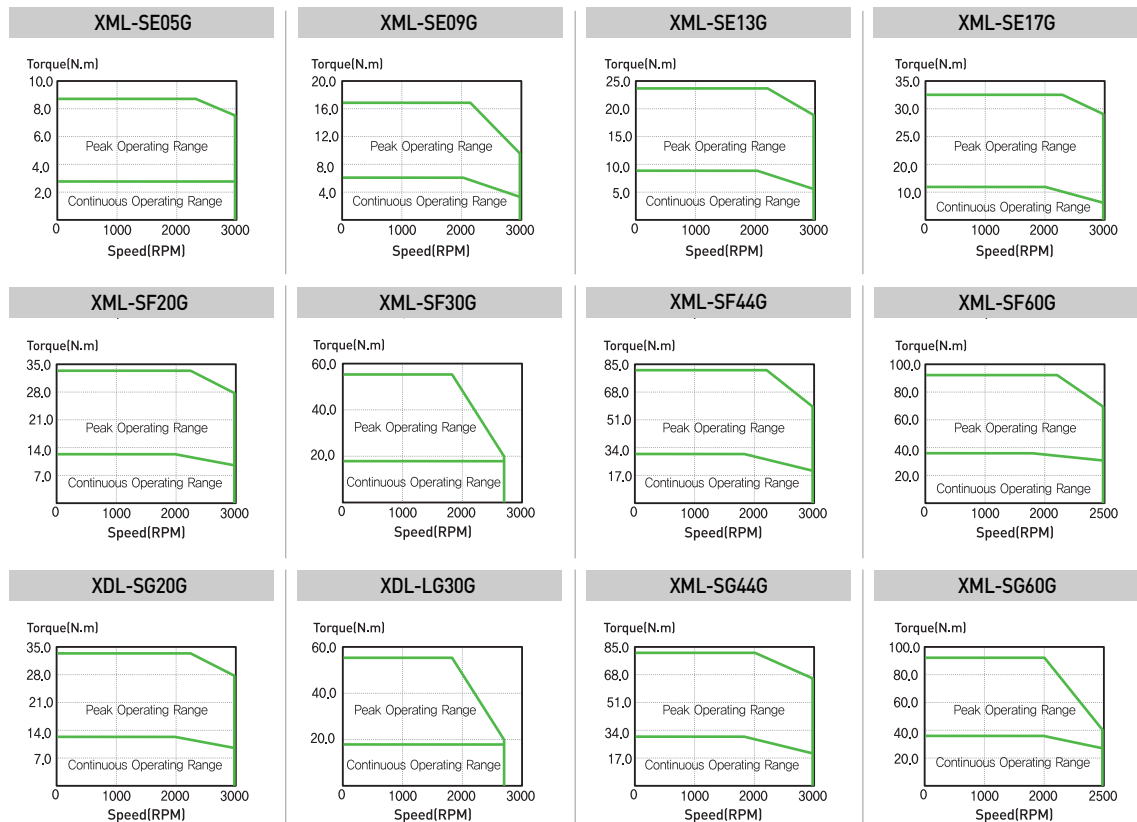 XML-SE05G
Torque(N.m)
10.0
8.0
6.0
4.0
2.0
Peak Operating Range
Continuous Operating Range
0 1000 2000 3000
Speed(RPM)
XML-SE09G
Torque(N.m)
20.0
16.0
12.0
8.0
4.0
Peak Operating Range
Continuous Operating Range
0 1000 2000 3000
Speed(RPM)
XML-SE13G
Torque(N.m)
25.0
20.0
15.0
10.0
5.0
Peak Operating Range
Continuous Operating Range
0 1000 2000 3000
Speed(RPM)
XML-SE17G
Torque(N.m)
35.0
30.0
20.0
10.0
Peak Operating Range
Continuous Operating Range
0 1000 2000 3000
Speed(RPM)
XML-SF20G
Torque(N.m)
35.0
28.0
21.0
14.0
7.0
Peak Operating Range
Continuous Operating Range
0 1000 2000 3000
Speed(RPM)
XML-SF30G
Torque(N.m)
60.0
40.0
20.0
Peak Operating Range
Continuous Operating Range
0 1000 2000 3000
Speed(RPM)
XML-SF44G
Torque(N.m)
85.0
68.0
51.0
34.0
17.0
Peak Operating Range
Continuous Operating Range
0 1000 2000 3000
Speed(RPM)
XML-SF60G
Torque(N.m)
100.0
80.0
60.0
40.0
20.0
Peak Operating Range
Continuous Operating Range
0 1000 2000 2500
Speed(RPM)
XDL-SG20G
Torque(N.m)
35.0
28.0
21.0
14.0
7.0
Peak Operating Range
Continuous Operating Range
0 1000 2000 3000
Speed(RPM)
XDL-LG30G
Torque(N.m)
60.0
40.0
20.0
Peak Operating Range
Continuous Operating Range
0 1000 2000 3000
Speed(RPM)
XML-SG44G
Torque(N.m)
85.0
68.0
51.0
34.0
17.0
Peak Operating Range
Continuous Operating Range
0 1000 2000 3000
Speed(RPM)
XML-SG60G
Torque(N.m)
100.0
80.0
60.0
40.0
20.0
Peak Operating Range
Continuous Operating Range
0 1000 2000 2500
Speed(RPM)